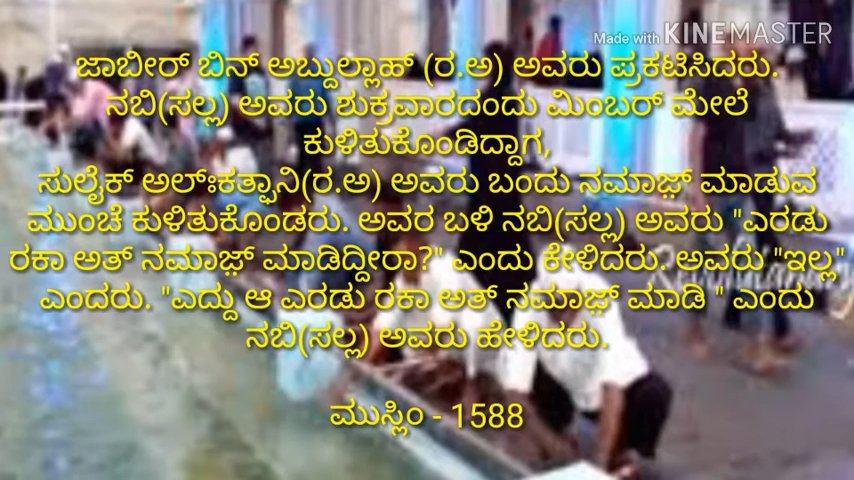 Made with KINEMASTER
ಜಾಬೀರ್ ಬಿನ್ ಅಬ್ದುಲ್ಲಾಹ್ (ರ.ಅ) ಅವರು ಪ್ರಕಟಿಸಿದರು.
ನಬಿ(ಸಲ್ಲ) ಅವರು ಶುಕ್ರವಾರದಂದು ಮಿಂಬರ್ ಮೇಲೆ
ಕುಳಿತುಕೊಂಡಿದ್ದಾಗ,
ಸುಲೈಕ್ ಅಲ್ಃಕತ್ಫಾನಿ(ರ.ಅ) ಅವರು ಬಂದು ನಮಾಜ಼್ ಮಾಡುವ
ಮುಂಚೆ ಕುಳಿತುಕೊಂಡರು. ಅವರ ಬಳಿ ನಬಿ(ಸಲ್ಲ) ಅವರು "ಎರಡು
ರಕಾ ಅತ್ ನಮಾಜ಼್ ಮಾಡಿದ್ದೀರಾ?" ಎಂದು ಕೇಳಿದರು. ಅವರು "ಇಲ್ಲ"
ಎಂದರು. "ಎದ್ದು ಆ ಎರಡು ರಕಾ ಅತ್ ನಮಾಜ಼್ ಮಾಡಿ " ಎಂದು
ನಬಿ(ಸಲ್ಲ) ಅವರು ಹೇಳಿದರು.
ಮುಸ್ಲಿಂ - 1588